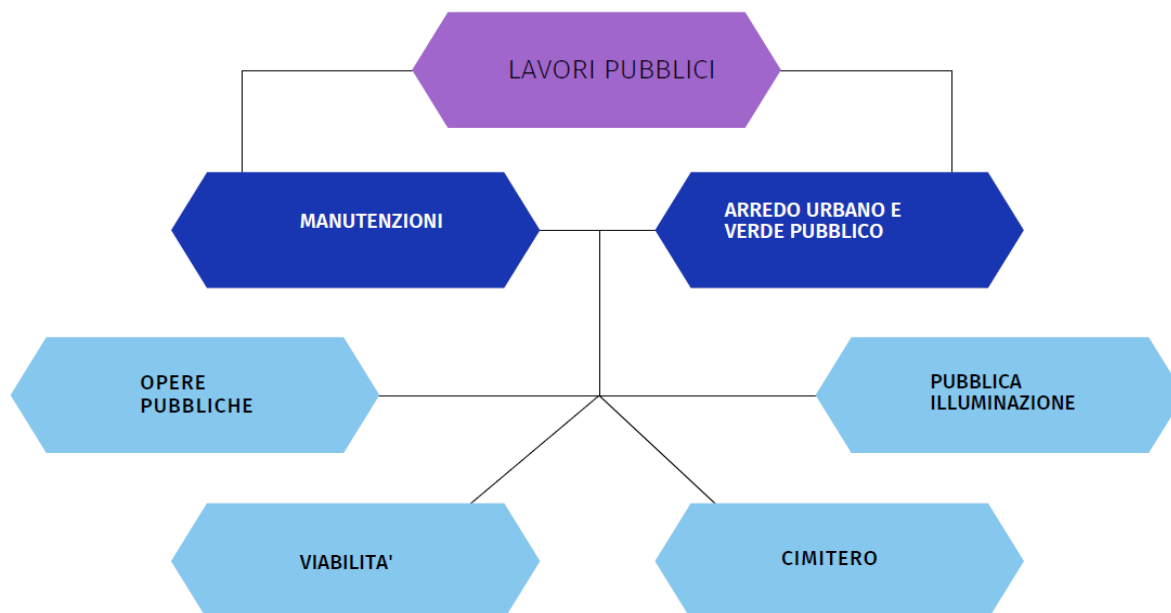 LAVORI PUBBLICI
MANUTENZIONI
ARREDO URBANO E
VERDE PUBBLICO
OPERE
PUBBLICHE
PUBBLICA
ILLUMINAZIONE
VIABILITA'
CIMITERO